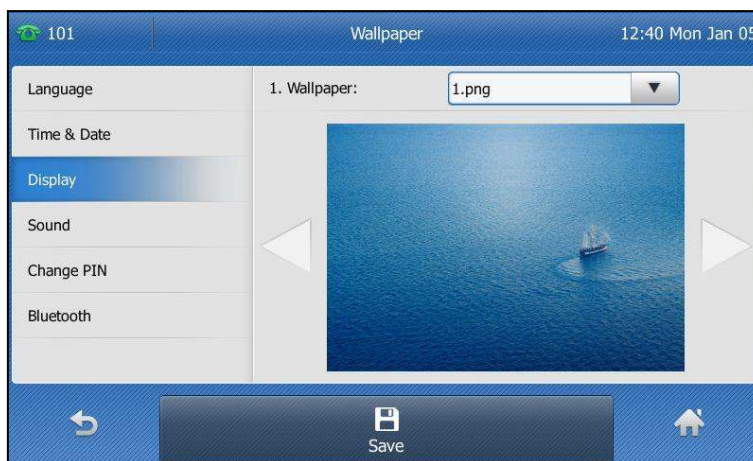 101
Wallpaper
12:40 Mon Jan 05
Language
1. Wallpaper:
1.png
Time & Date
Display
Sound
Change PIN
Bluetooth
Save